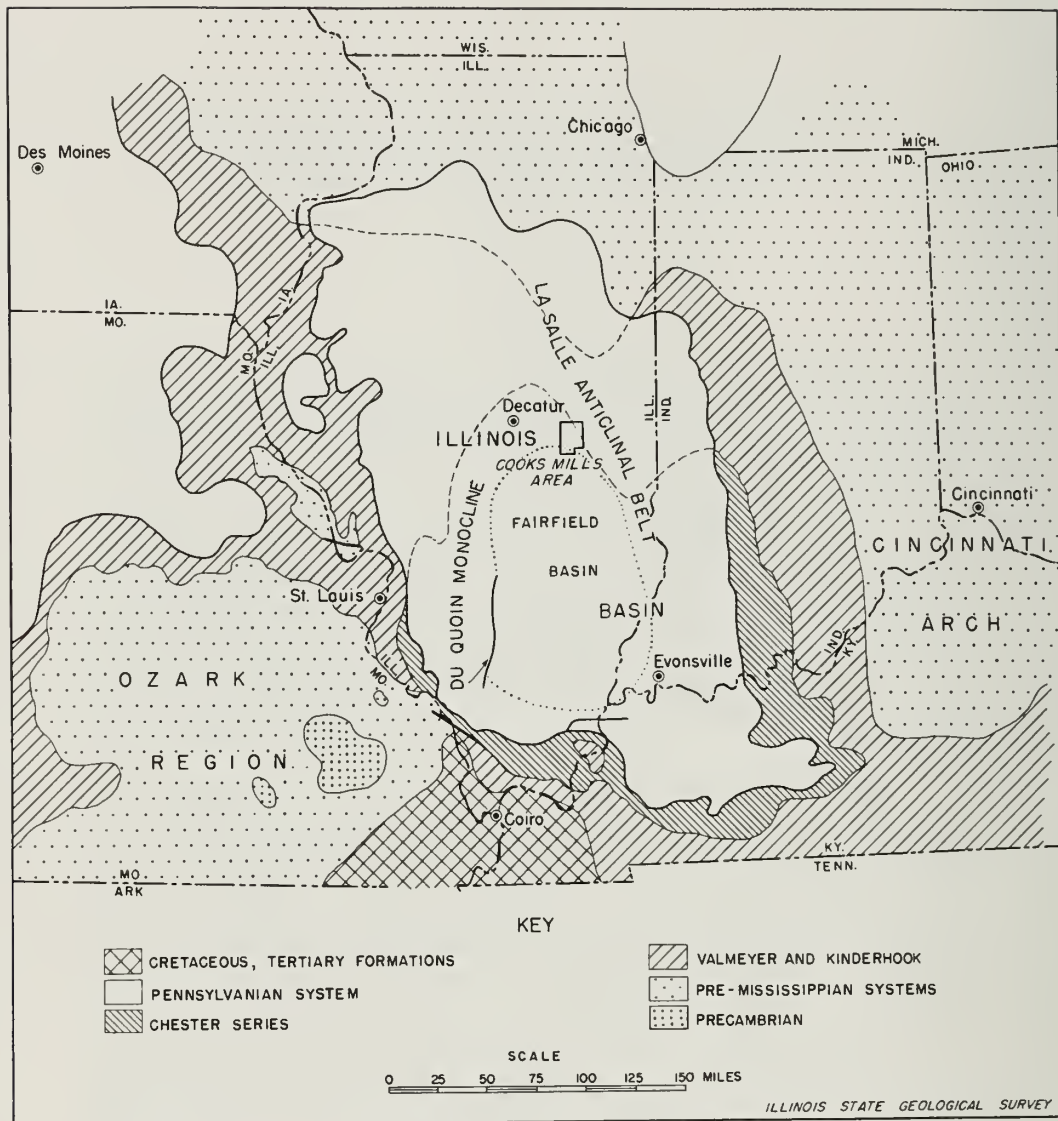 WIS.
ILL.
Chicago
Des Moines
MICH.
IND.
OHIO
IA.
MO.
IA.
ILL.
MO.
ILL.
LA SALLE ANTICLINAL BELT
ILL.
IND.
Decatur
ILLINOIS
COOKS MILLS
AREA
DU QUOIN MONOCLINE
FAIRFIELD
BASIN
BASIN
Cincinnati
CINCINNATI
ARCH
St. Louis
ILL.
MO.
IND.
KY.
Evansville
OZARK
REGION
Cairo
MO.
ARK
KY.
TENN.
KEY
CRETACEOUS, TERTIARY FORMATIONS
PENNSYLVANIAN SYSTEM
CHESTER SERIES
VALMEYER AND KINDERHOOK
PRE-MISSISSIPPIAN SYSTEMS
PRECAMBRIAN
SCALE
0 25 50 75 100 125 150 MILES
ILLINOIS STATE GEOLOGICAL SURVEY